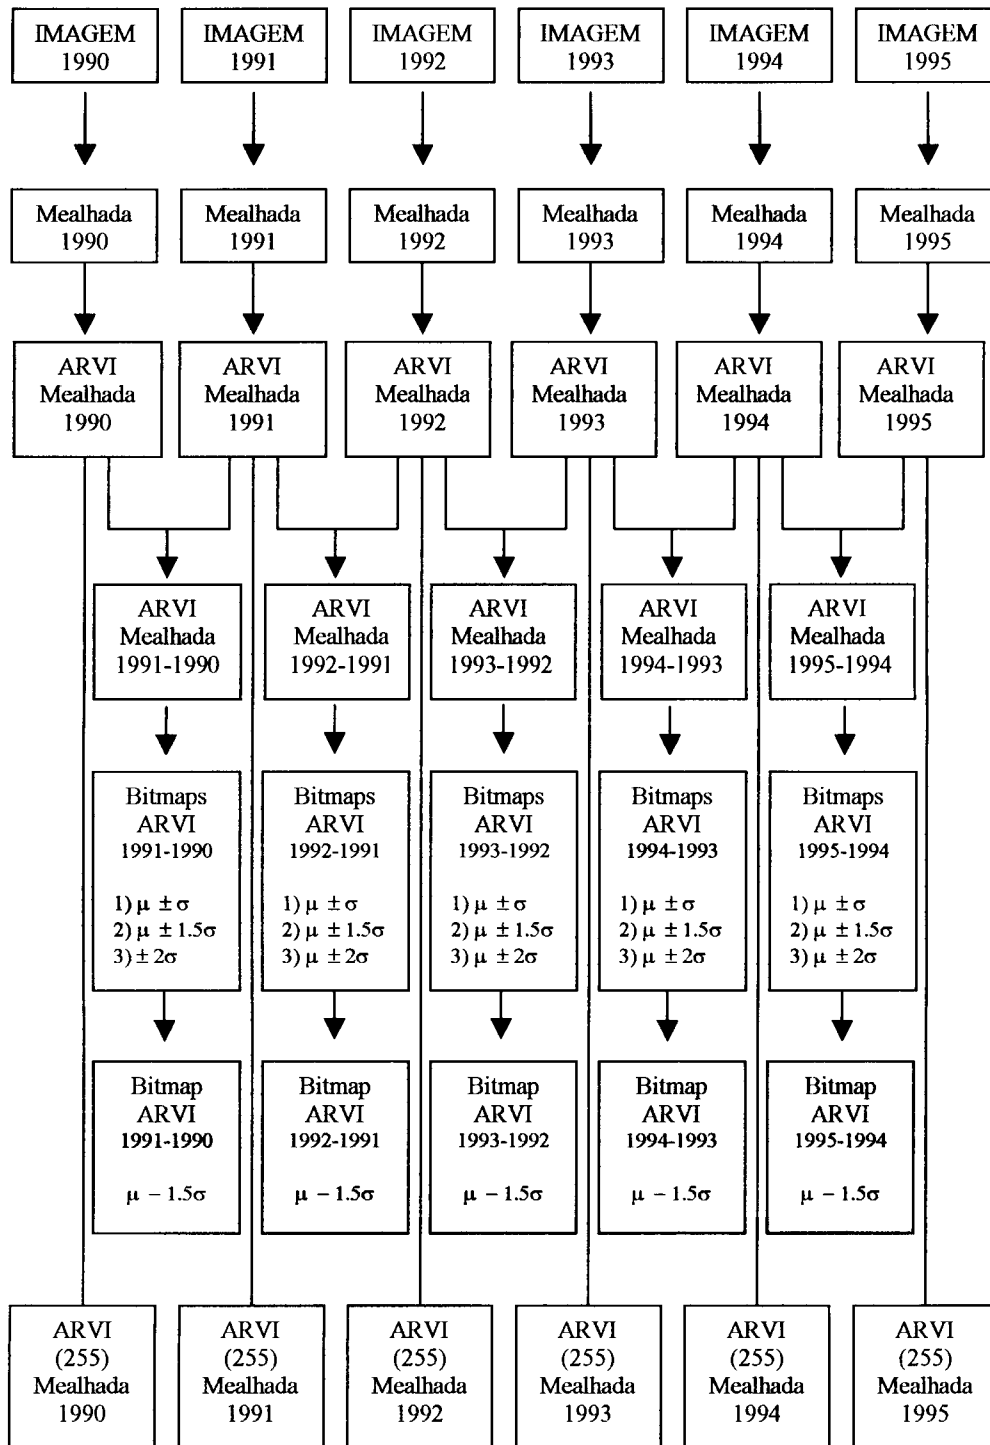 IMAGEM
1990
IMAGEM
1991
IMAGEM
1992
IMAGEM
1993
IMAGEM
1994
IMAGEM
1995
Mealhada
1990
Mealhada
1991
Mealhada
1992
Mealhada
1993
Mealhada
1994
Mealhada
1995
ARVI
Mealhada
1990
ARVI
Mealhada
1991
ARVI
Mealhada
1992
ARVI
Mealhada
1993
ARVI
Mealhada
1994
ARVI
Mealhada
1995
ARVI
Mealhada
1991-1990
ARVI
Mealhada
1992-1991
ARVI
Mealhada
1993-1992
ARVI
Mealhada
1994-1993
ARVI
Mealhada
1995-1994
Bitmaps
ARVI
1991-1990
1) μ ± σ
2) μ ± 1.5σ
3) ± 2σ
Bitmaps
ARVI
1992-1991
1) μ ± σ
2) μ ± 1.5σ
3) μ ± 2σ
Bitmaps
ARVI
1993-1992
1) μ ± σ
2) μ ± 1.5σ
3) μ ± 2σ
Bitmaps
ARVI
1994-1993
1) μ ± σ
2) μ ± 1.5σ
3) μ ± 2σ
Bitmaps
ARVI
1995-1994
1) μ ± σ
2) μ ± 1.5σ
3) μ ± 2σ
Bitmap
ARVI
1991-1990
μ − 1.5σ
Bitmap
ARVI
1992-1991
μ − 1.5σ
Bitmap
ARVI
1993-1992
μ − 1.5σ
Bitmap
ARVI
1994-1993
μ − 1.5σ
Bitmap
ARVI
1995-1994
μ − 1.5σ
ARVI
(255)
Mealhada
1990
ARVI
(255)
Mealhada
1991
ARVI
(255)
Mealhada
1992
ARVI
(255)
Mealhada
1993
ARVI
(255)
Mealhada
1994
ARVI
(255)
Mealhada
1995